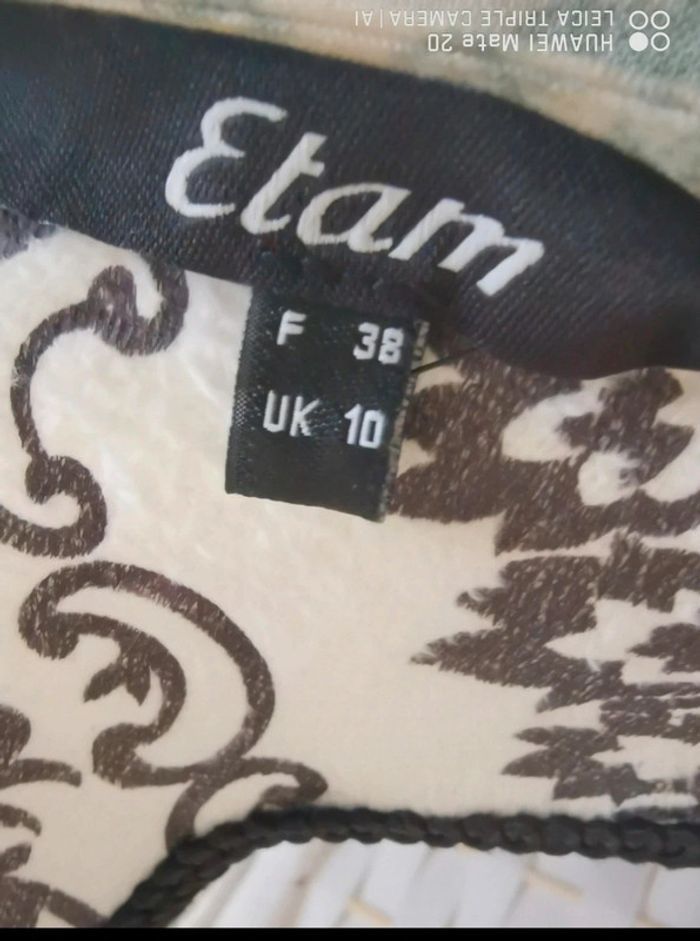 HUAWEI Mate 20
LEICA TRIPLE CAMERA | AI
Etam
F 38
UK 10